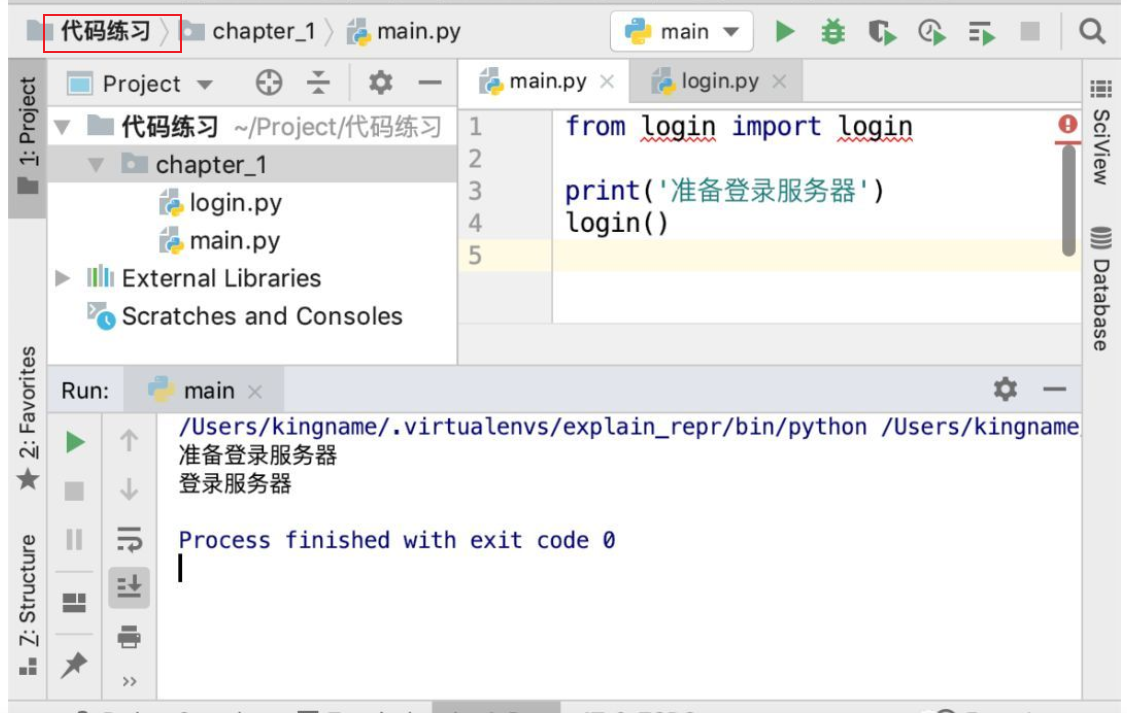 代码练习 chapter_1 main.py main
1: Project
Project
main.py login.py
代码练习 ~/Project/代码练习
chapter_1
login.py
main.py
External Libraries
Scratches and Consoles
1 from login import login
2
3 print('准备登录服务器')
4 login()
5
SciView
Database
2: Favorites
Z: Structure
Run: main
/Users/kingname/.virtualenvs/explain_repr/bin/python /Users/kingname
准备登录服务器
登录服务器
Process finished with exit code 0